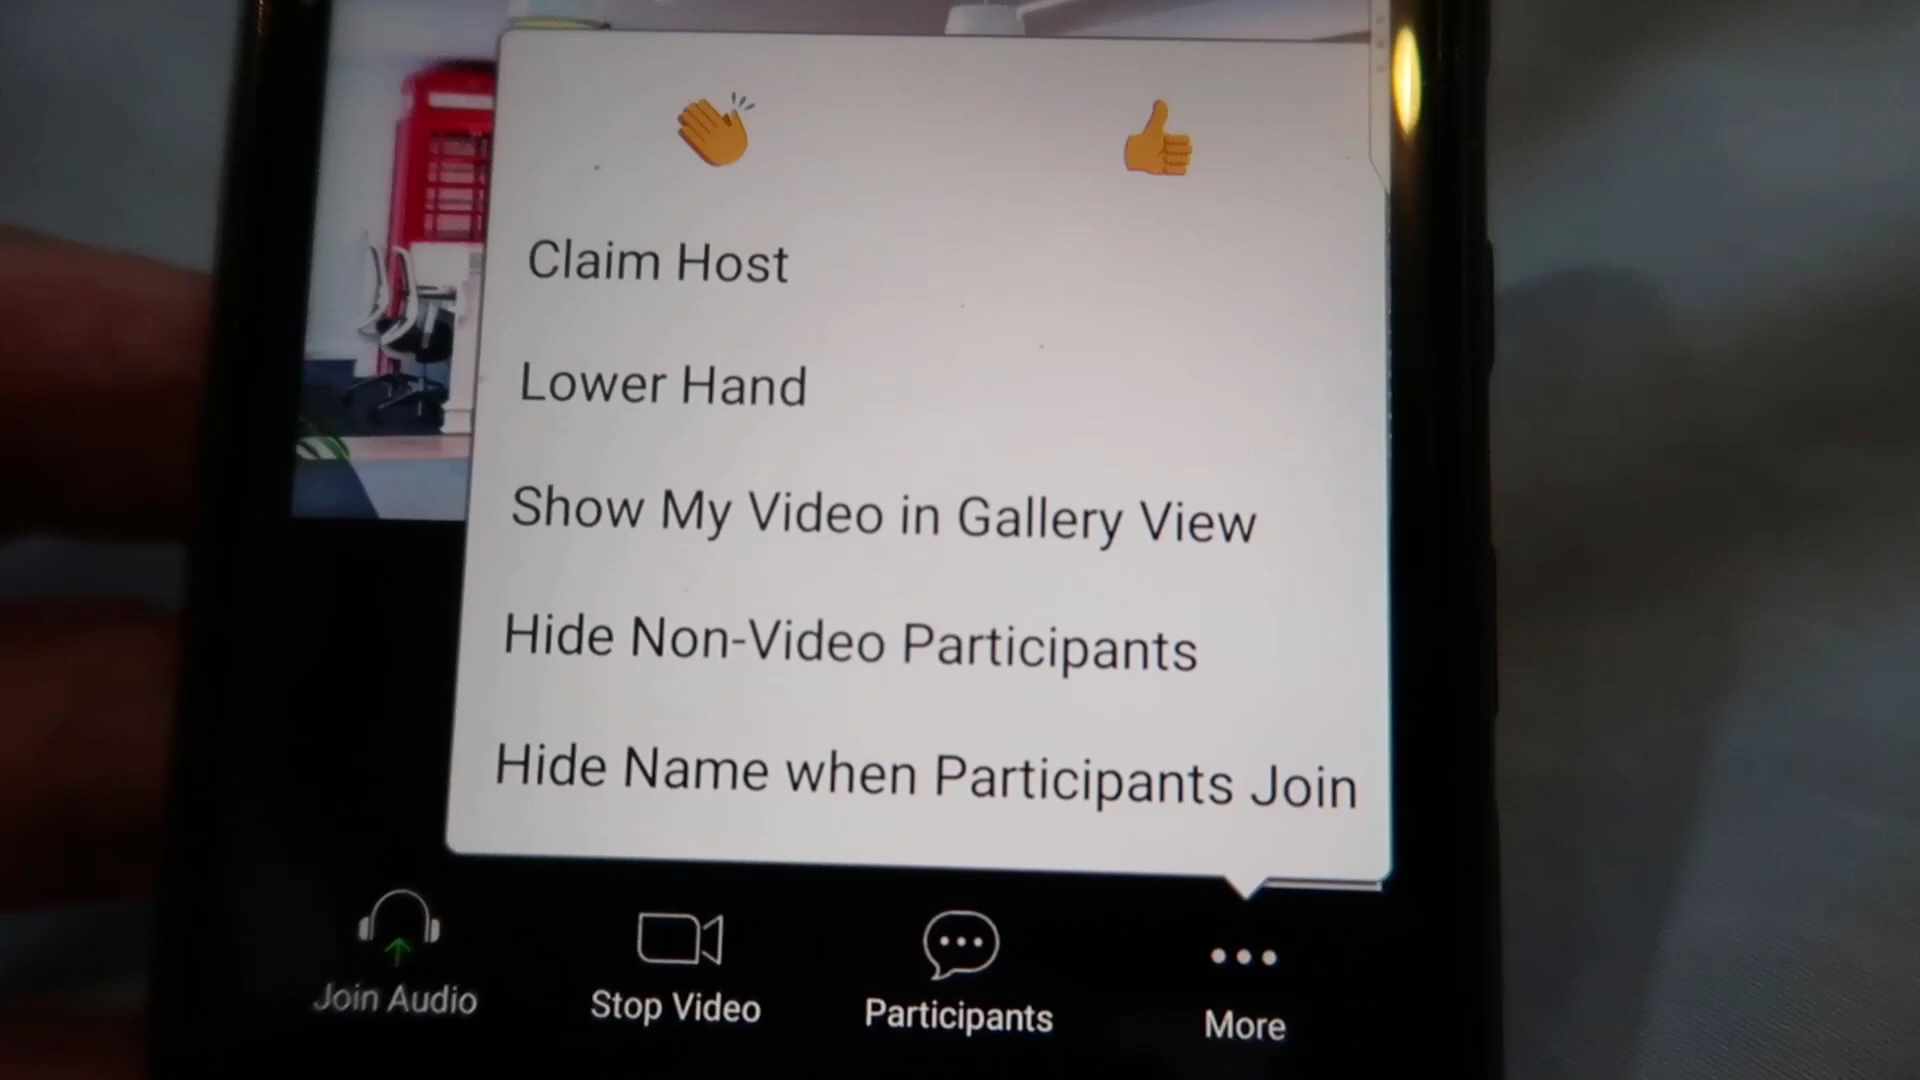 Claim Host
Lower Hand
Show My Video in Gallery View
Hide Non-Video Participants
Hide Name when Participants Join
Join Audio
Stop Video
Participants
More